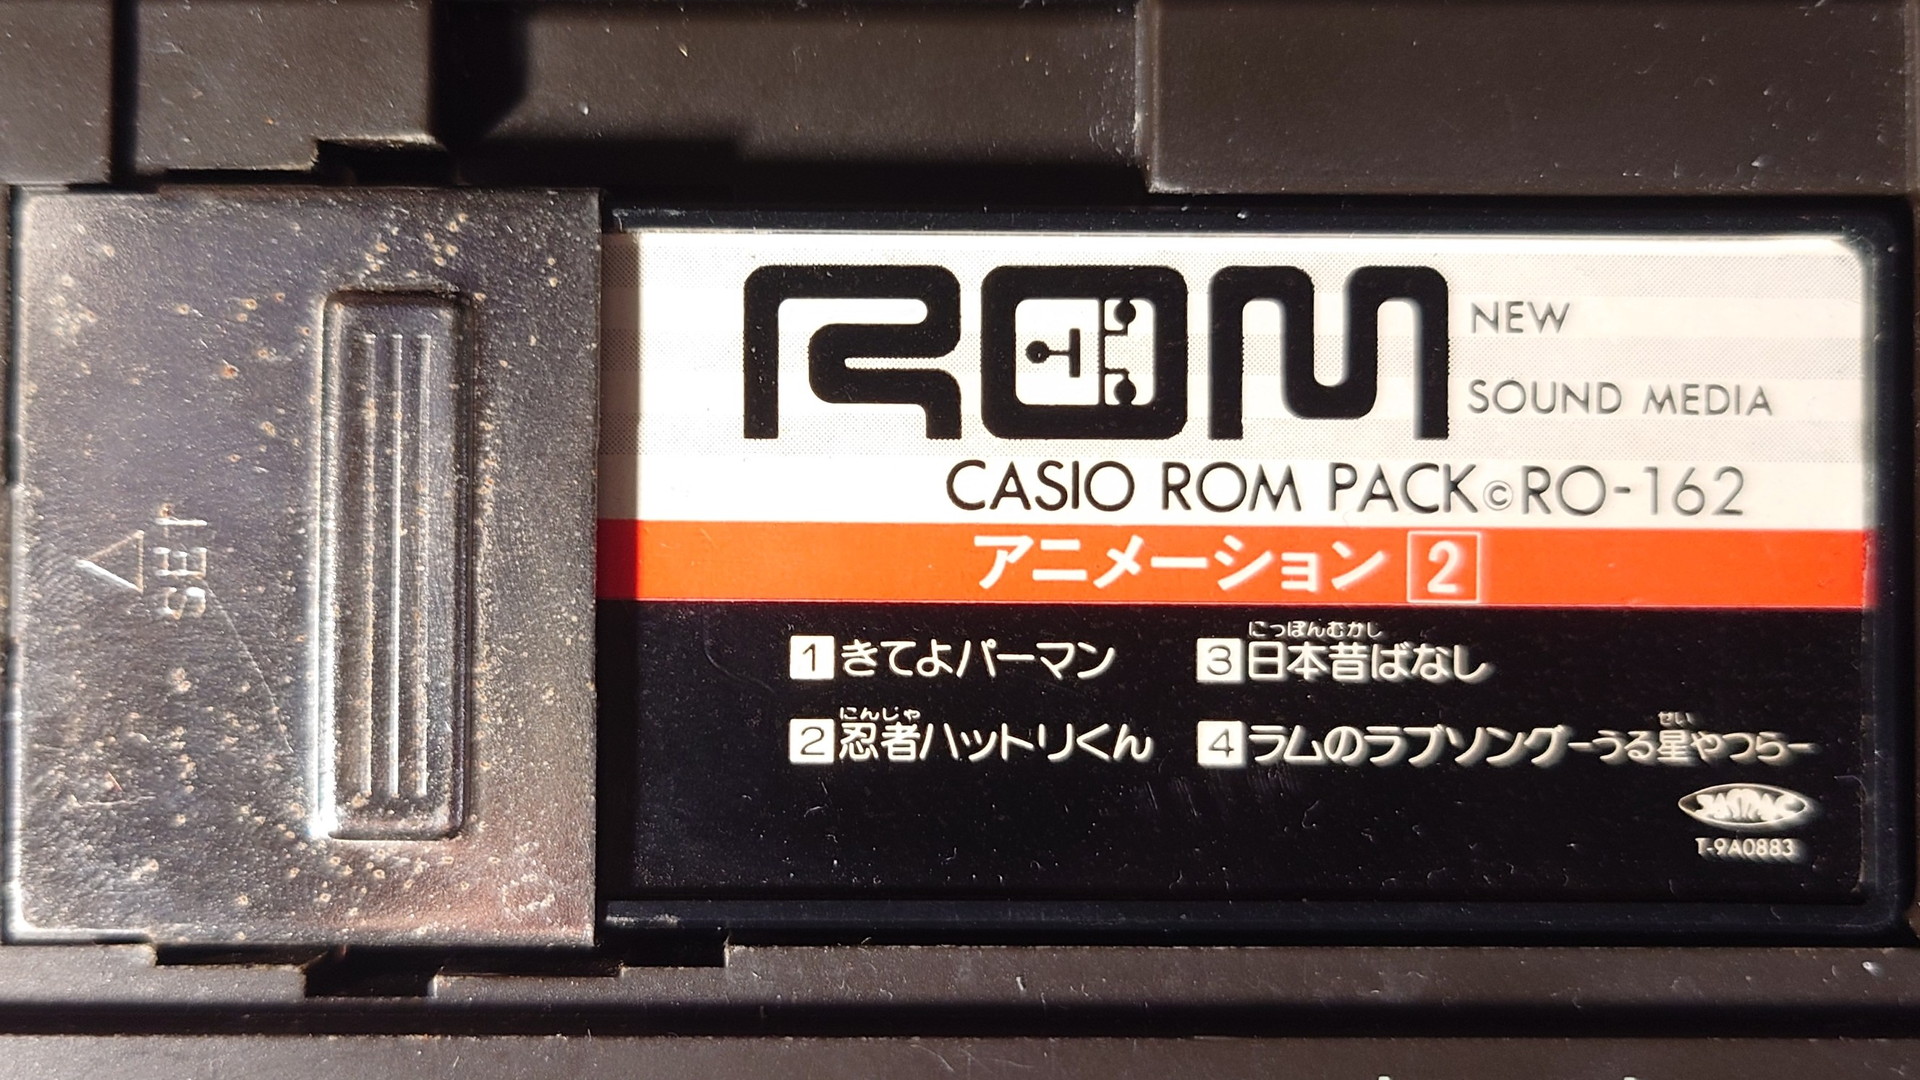 SET
ROM
NEW
SOUND MEDIA
CASIO ROM PACK©RO-162
アニメーション 2
1 きてよパーマン
にんじゃ
2 忍者ハットリくん
にっぽんむかし
3 日本昔ばなし
せい
4 ラムのラブソング-うる星やつら-
JASRAC
T-9A0883